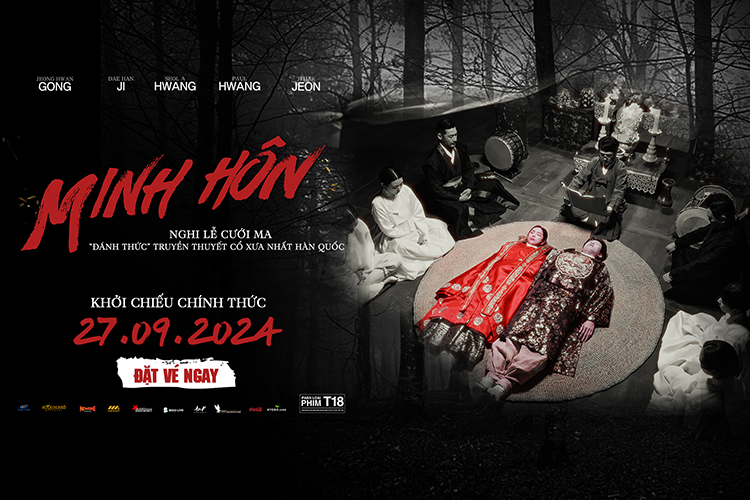 JEONG HWAN DAE HAN SEOL A PAUL JEHAK
GONG JI HWANG HWANG JEON
MINH HÔN
NGHI LỄ CƯỚI MA
"ĐÁNH THỨC" TRUYỀN THUYẾT CỔ XƯA NHẤT HÀN QUỐC
KHỞI CHIẾU CHÍNH THỨC
27.09.2024
ĐẶT VÉ NGAY
PHÂN LOẠI
PHIM T18